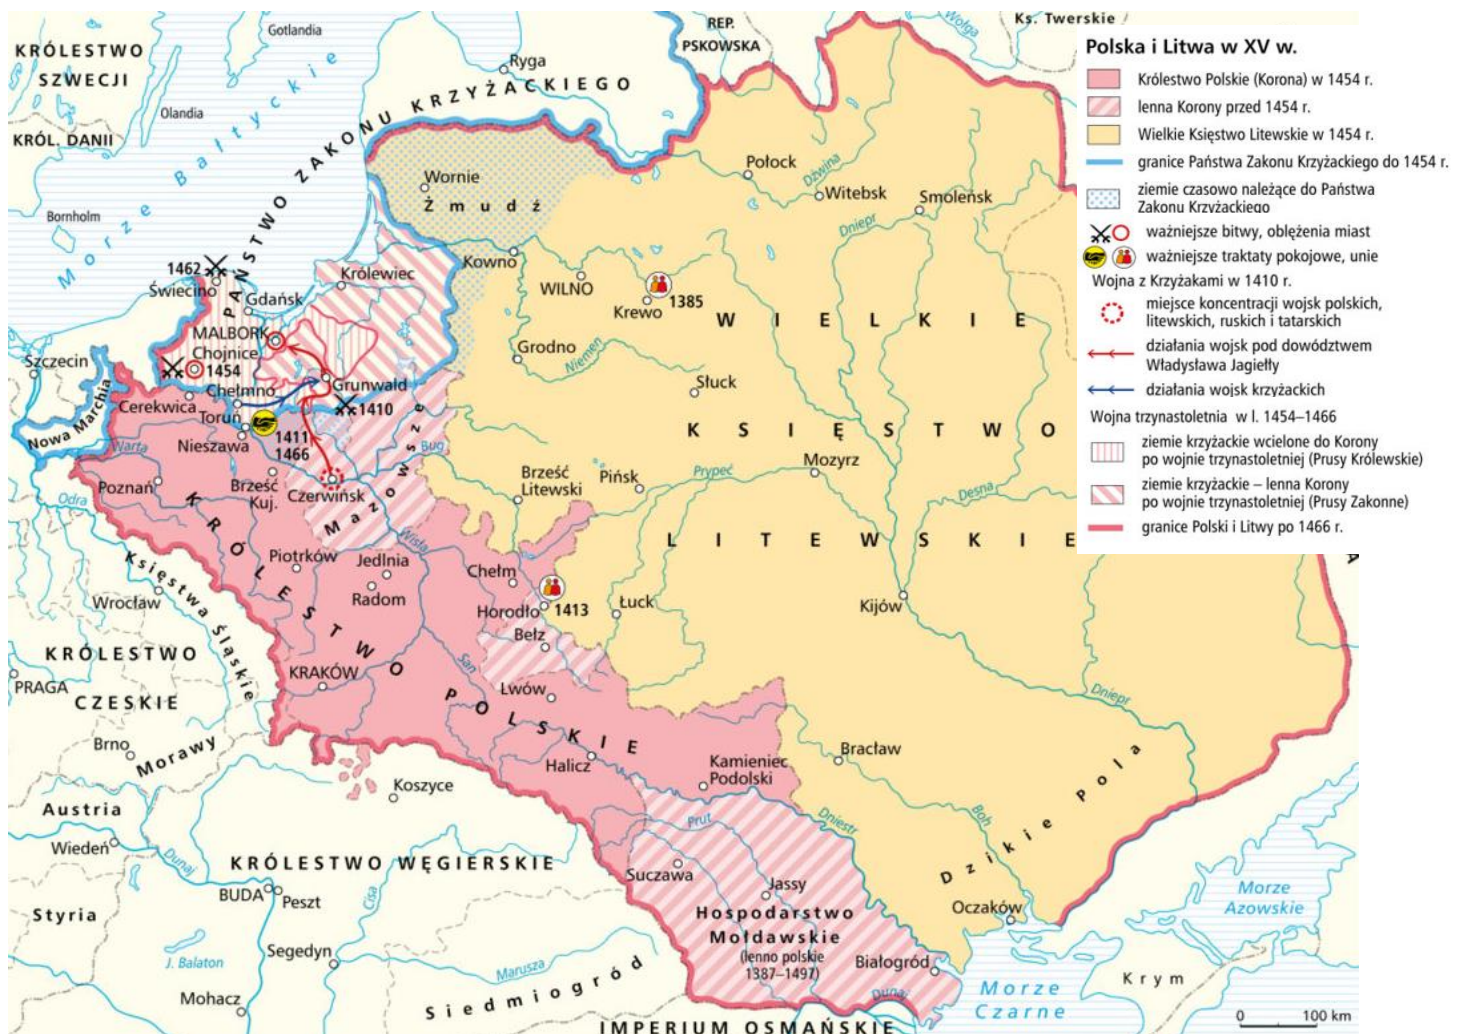 Gotlandia
REP.
PSKOWSKA
Wołga
Ks. Twerskie
KRÓLESTWO
SZWECJI
Ryga
Olandia
KRÓL. DANII
Morze Bałtyckie
PAŃSTWO ZAKONU KRZYŻACKIEGO
Bornholm
Wornie
Żmudź
Połock
Dźwina
Witebsk
Smoleńsk
Dniepr
1462
Świecino
Gdańsk
Królewiec
Kowno
WILNO
Krewo
1385
WIELKIE
MALBORK
Szczecin
Chojnice
1454
Grodno
Niemen
Słuck
Chełmno
Grunwald
Cerekwica
1410
Toruń
Nowa Marchia
Nieszawa
1411
1466
KSIĘSTWO
Warta
Bug
Mazowsze
Poznań
Odra
Brześć
Kuj.
Czerwińsk
Brześć
Litewski
Pińsk
Prypeć
Mozyrz
Desna
Wisła
LITEWSKIE
KRÓLESTWO POLSKIE
Piotrków
Jedlnia
Radom
Chełm
Księstwa Śląskie
Wrocław
Horodło
1413
Łuck
Kijów
Bełz
KRÓLESTWO
CZESKIE
PRAGA
KRAKÓW
San
Lwów
Dniepr
Brno
Morawy
Halicz
Kamieniec
Podolski
Bracław
Koszyce
Austria
Wiedeń
Dunaj
Prut
Dniestr
Boh
Dzikie Pola
KRÓLESTWO WĘGIERSKIE
Suczawa
Jassy
BUDA
Peszt
Cisa
Styria
Hospodarstwo
Mołdawskie
(lenno polskie
1387–1497)
Oczaków
Morze
Azowskie
J. Balaton
Segedyn
Marusza
Białogród
Siedmiogród
Mohacz
Dunaj
Morze
Czarne
Krym
IMPERIUM OSMAŃSKIE
0 100 km
Polska i Litwa w XV w.
Królestwo Polskie (Korona) w 1454 r.
lenna Korony przed 1454 r.
Wielkie Księstwo Litewskie w 1454 r.
granice Państwa Zakonu Krzyżackiego do 1454 r.
ziemie czasowo należące do Państwa
Zakonu Krzyżackiego
ważniejsze bitwy, oblężenia miast
ważniejsze traktaty pokojowe, unie
Wojna z Krzyżakami w 1410 r.
miejsce koncentracji wojsk polskich,
litewskich, ruskich i tatarskich
działania wojsk pod dowództwem
Władysława Jagiełły
działania wojsk krzyżackich
Wojna trzynastoletnia w l. 1454–1466
ziemie krzyżackie wcielone do Korony
po wojnie trzynastoletniej (Prusy Królewskie)
ziemie krzyżackie – lenna Korony
po wojnie trzynastoletniej (Prusy Zakonne)
granice Polski i Litwy po 1466 r.